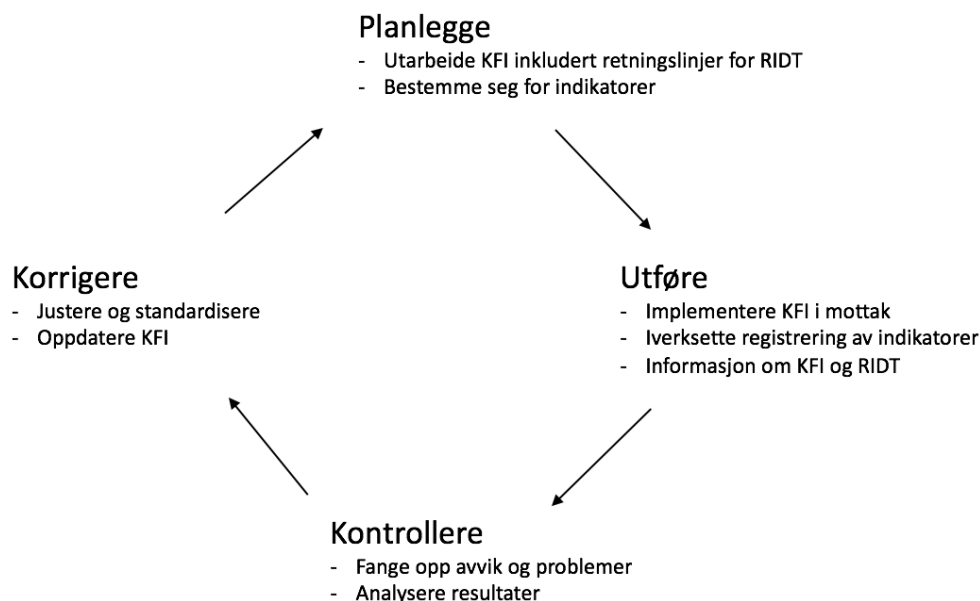 Planlegge
- Utarbeide KFI inkludert retningslinjer for RIDT
- Bestemme seg for indikatorer
Utføre
- Implementere KFI i mottak
- Iverksette registrering av indikatorer
- Informasjon om KFI og RIDT
Kontrollere
- Fange opp avvik og problemer
- Analysere resultater
Korrigere
- Justere og standardisere
- Oppdatere KFI